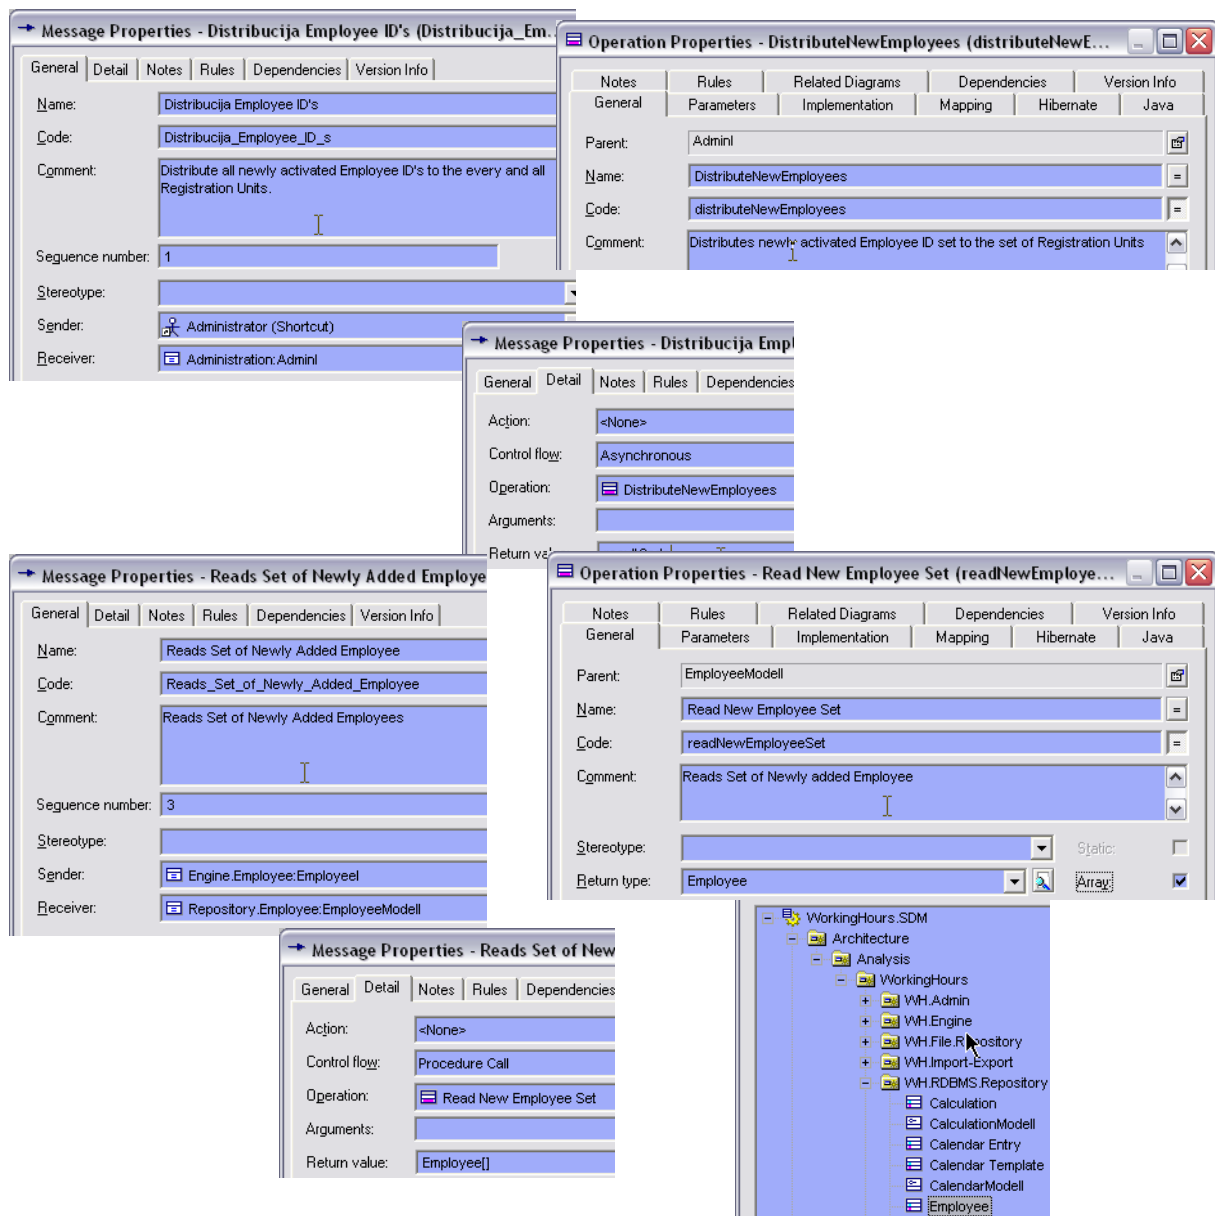 Message Properties - Distribucija Employee ID's (Distribucija_Em...
General Detail Notes Rules Dependencies Version Info
Name: Distribucija Employee ID's
Code: Distribucija_Employee_ID_s
Comment: Distribute all newly activated Employee ID's to the every and all
Registration Units.
Sequence number: 1
Stereotype:
Sender: Administrator (Shortcut)
Receiver: Administration:AdminI
Operation Properties - DistributeNewEmployees (distributeNewE...
Notes Rules Related Diagrams Dependencies Version Info
General Parameters Implementation Mapping Hibernate Java
Parent: AdminI
Name: DistributeNewEmployees =
Code: distributeNewEmployees =
Comment: Distributes newly activated Employee ID set to the set of Registration Units
Message Properties - Distribucija Empl
General Detail Notes Rules Dependencies
Action: <None>
Control flow: Asynchronous
Operation: DistributeNewEmployees
Arguments:
Return val
Message Properties - Reads Set of Newly Added Employe
General Detail Notes Rules Dependencies Version Info
Name: Reads Set of Newly Added Employee
Code: Reads_Set_of_Newly_Added_Employee
Comment: Reads Set of Newly Added Employees
Sequence number: 3
Stereotype:
Sender: Engine.Employee:EmployeeI
Receiver: Repository.Employee:EmployeeModelI
Operation Properties - Read New Employee Set (readNewEmploye...
Notes Rules Related Diagrams Dependencies Version Info
General Parameters Implementation Mapping Hibernate Java
Parent: EmployeeModelI
Name: Read New Employee Set =
Code: readNewEmployeeSet =
Comment: Reads Set of Newly added Employee
Stereotype: Static:
Return type: Employee Array:
Message Properties - Reads Set of New
General Detail Notes Rules Dependencies
Action: <None>
Control flow: Procedure Call
Operation: Read New Employee Set
Arguments:
Return value: Employee[]
WorkingHours.SDM
Architecture
Analysis
WorkingHours
WH.Admin
WH.Engine
WH.File.Repository
WH.Import-Export
WH.RDBMS.Repository
Calculation
CalculationModelI
Calendar Entry
Calendar Template
CalendarModelI
Employee